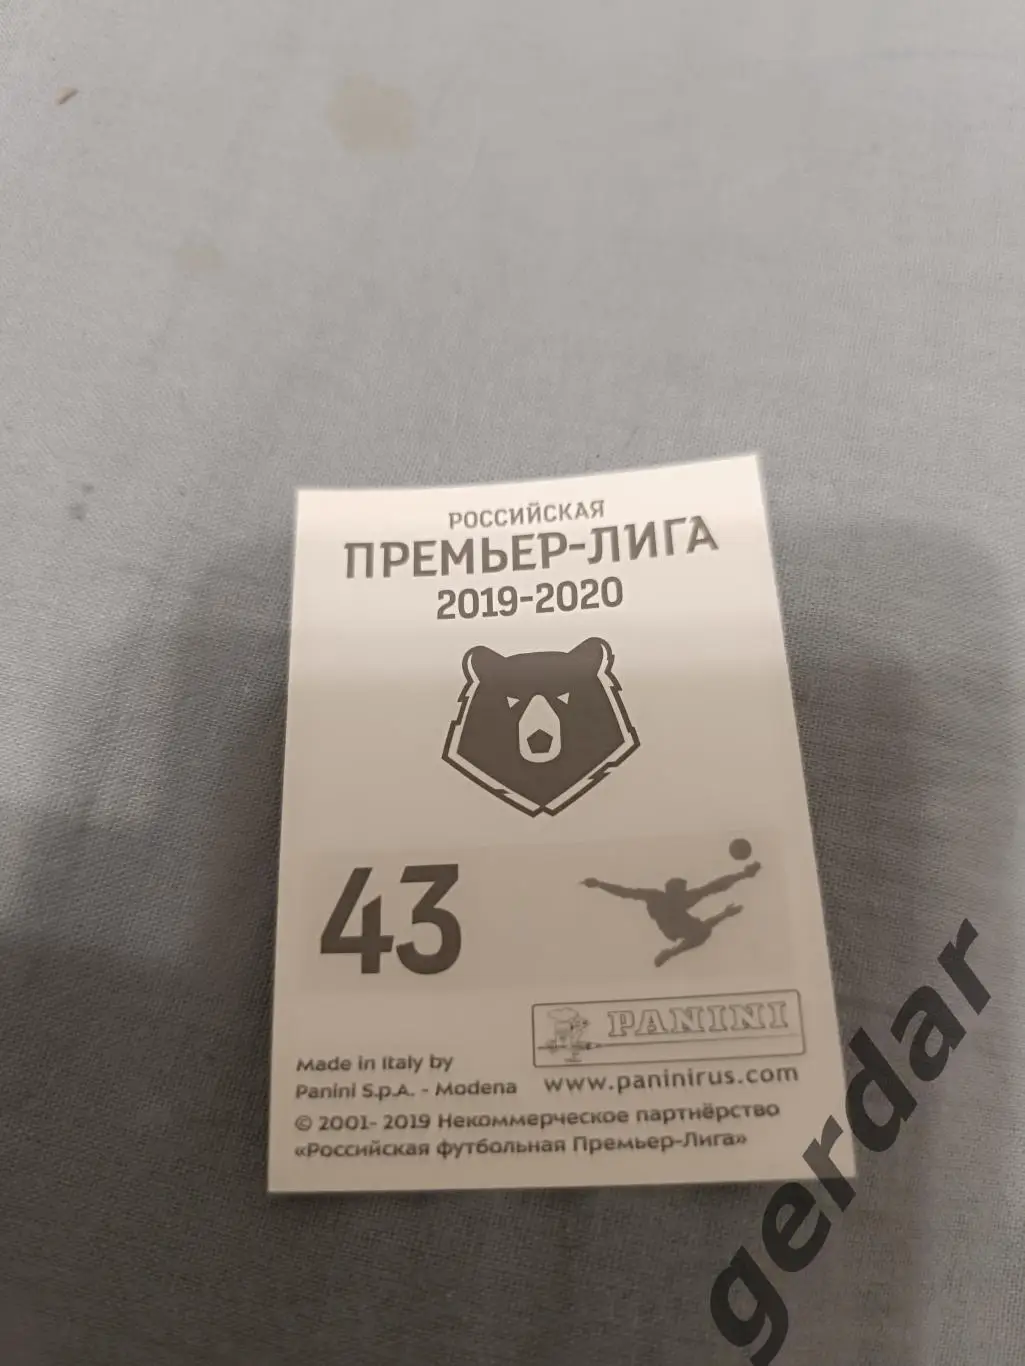 РОССИЙСКАЯ
ПРЕМЬЕР-ЛИГА
2019-2020
43
PANINI
Made in Italy by
Panini S.p.A. - Modena
www.paninirus.com
© 2001- 2019 Некоммерческое партнёрство
«Российская футбольная Премьер-Лига»
gerdar